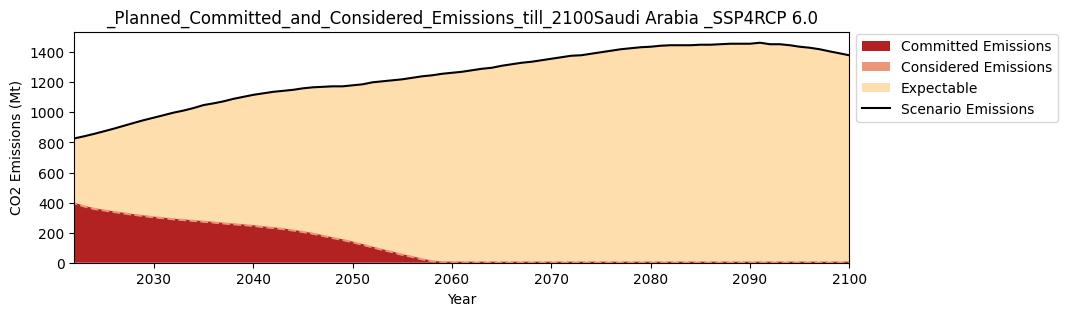 _Planned_Committed_and_Considered_Emissions_till_2100Saudi Arabia _SSP4RCP 6.0
CO2 Emissions (Mt)
1400
1200
1000
800
600
400
200
0
2030 2040 2050 2060 2070 2080 2090 2100
Year
Committed Emissions
Considered Emissions
Expectable
Scenario Emissions